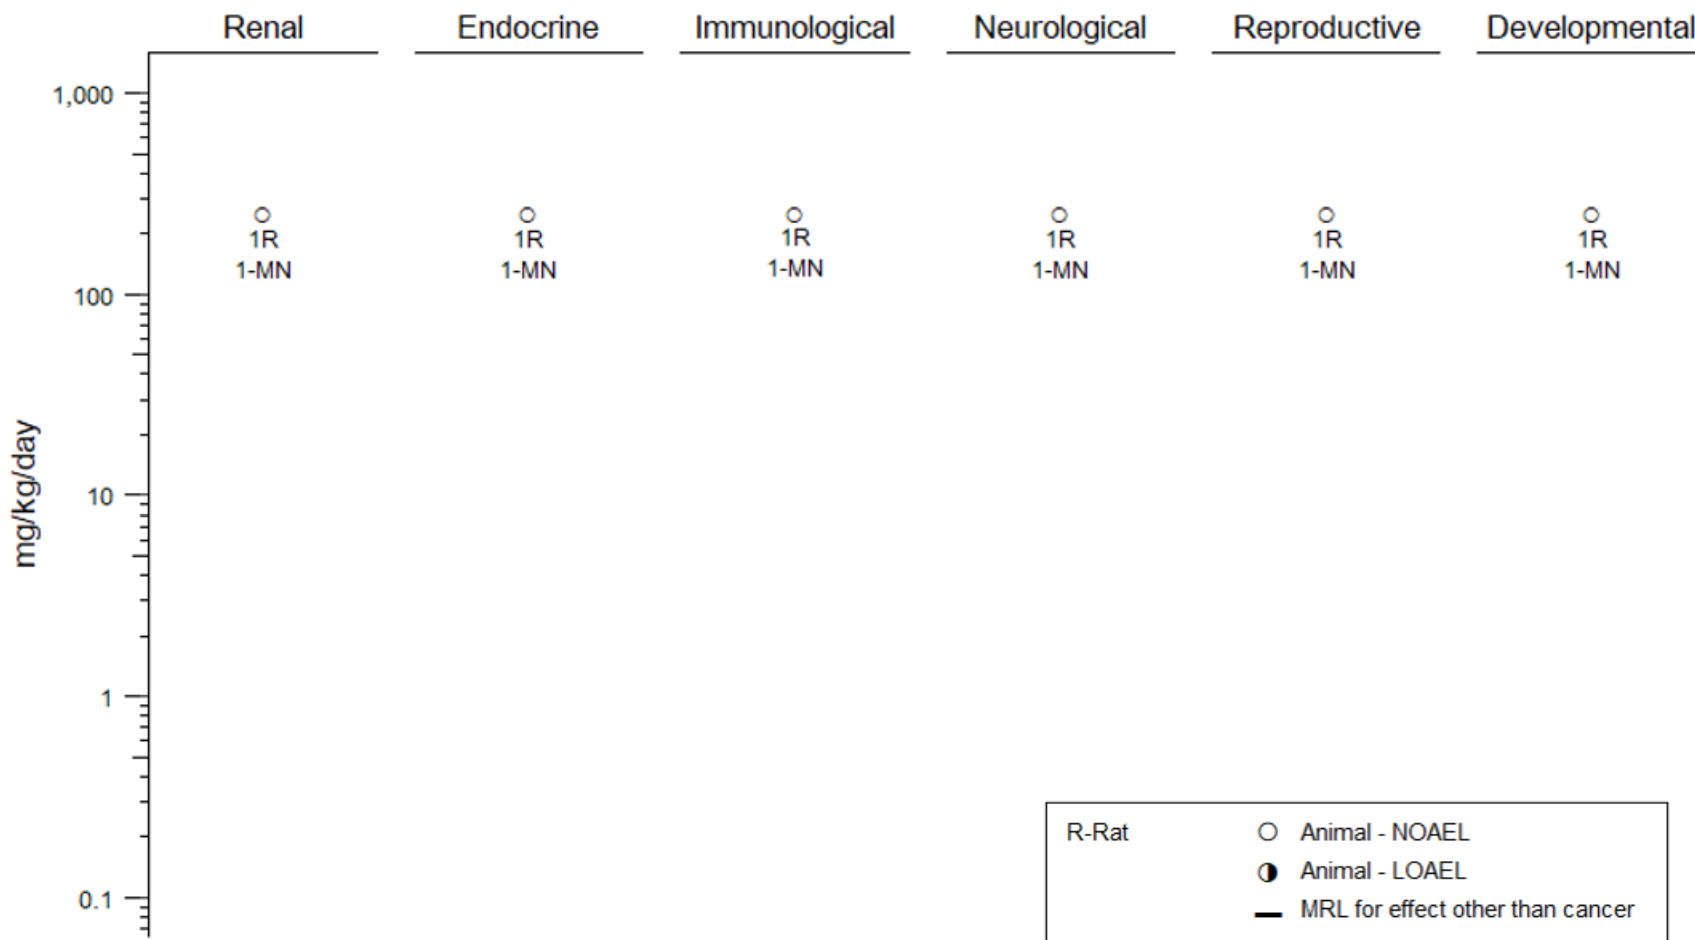 Renal Endocrine Immunological Neurological Reproductive Developmental
1,000
1R 1R 1R 1R 1R 1R
1-MN 1-MN 1-MN 1-MN 1-MN 1-MN
100
mg/kg/day
10
1
0.1
R-Rat
Animal - NOAEL
Animal - LOAEL
MRL for effect other than cancer